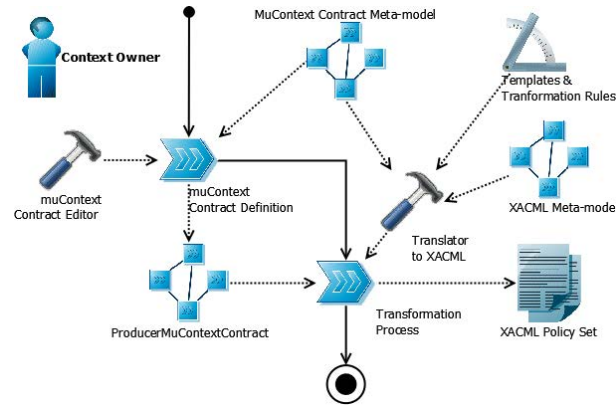 MuContext Contract Meta-model
Context Owner
Templates &
Tranformation Rules
muContext
Contract Editor
muContext
Contract Definition
XACML Meta-model
Translator
to XACML
ProducerMuContextContract
Transformation
Process
XACML Policy Set